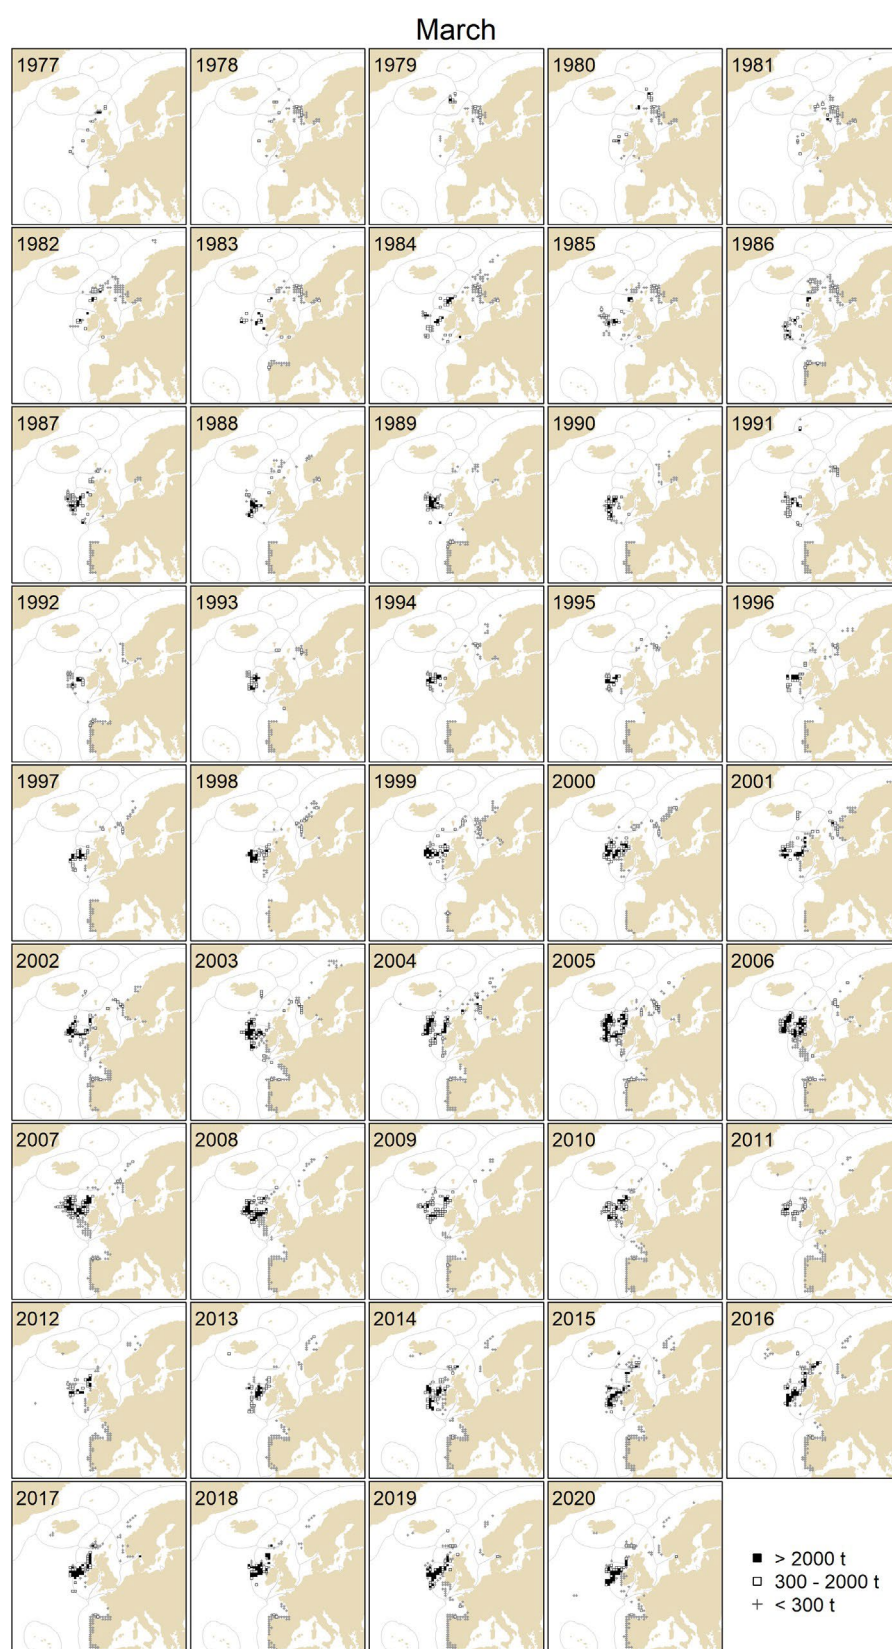 March
1977 1978 1979 1980 1981
1982 1983 1984 1985 1986
1987 1988 1989 1990 1991
1992 1993 1994 1995 1996
1997 1998 1999 2000 2001
2002 2003 2004 2005 2006
2007 2008 2009 2010 2011
2012 2013 2014 2015 2016
2017 2018 2019 2020
> 2000 t
300 - 2000 t
< 300 t